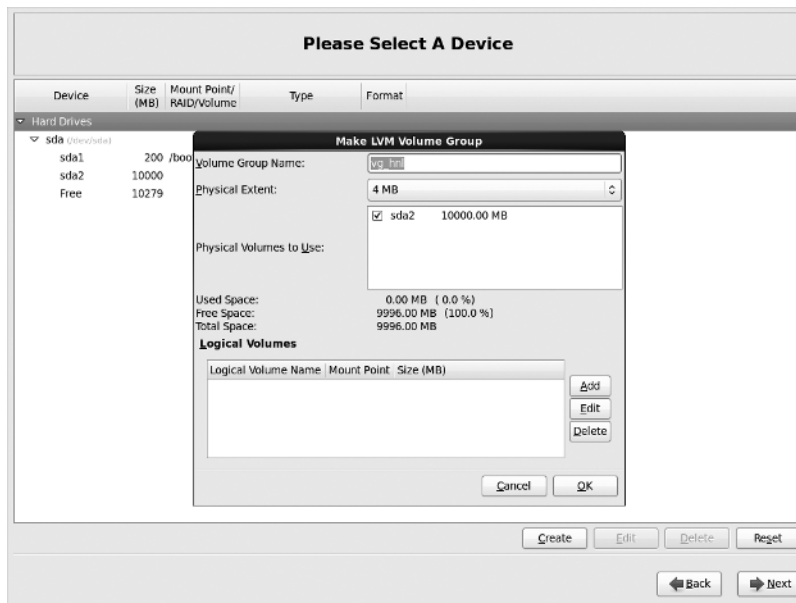 Please Select A Device
Device Size (MB) Mount Point/ RAID/Volume Type Format
Hard Drives
sda (/dev/sda)
sda1 200 /boo
sda2 10000
Free 10279
Make LVM Volume Group
Volume Group Name: vg_hnl
Physical Extent: 4 MB
Physical Volumes to Use:
sda2 10000.00 MB
Used Space: 0.00 MB ( 0.0 %)
Free Space: 9996.00 MB (100.0 %)
Total Space: 9996.00 MB
Logical Volumes
Logical Volume Name Mount Point Size (MB)
Add
Edit
Delete
Cancel OK
Create Edit Delete Reset
Back Next